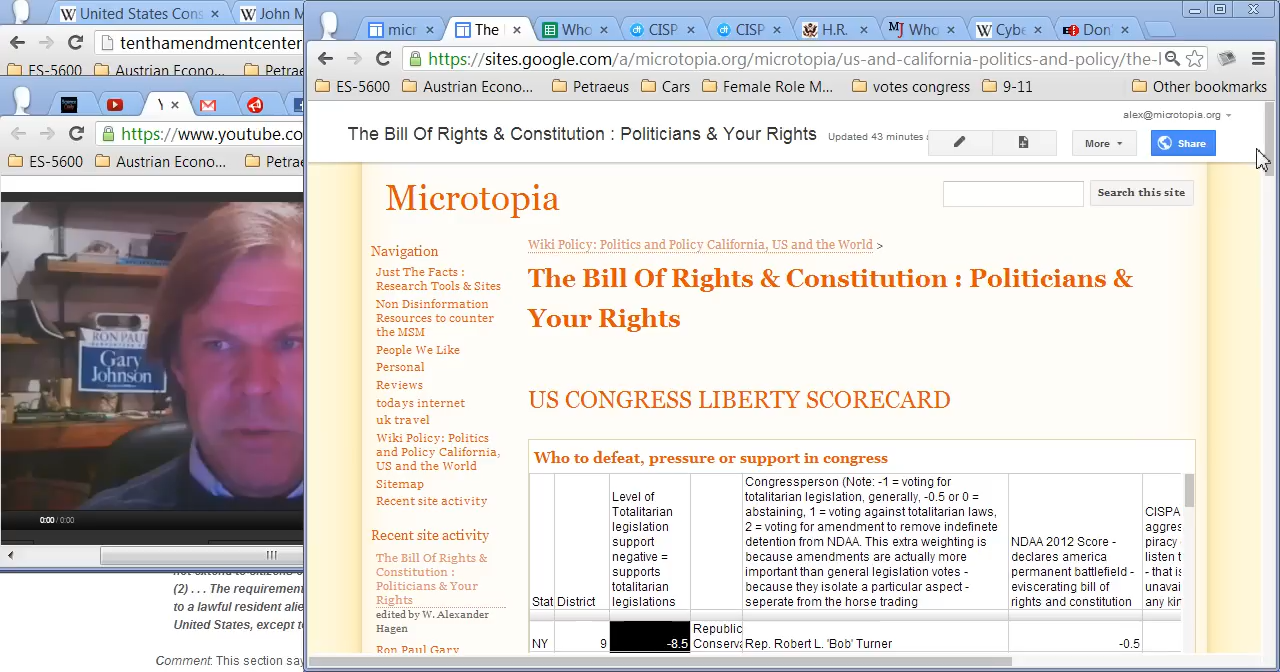 United States Cons
John M
tenthamendmentcenter
ES-5600
Austrian Econo...
Petraeu
Y
https://www.youtube.co
ES-5600
Austrian Econo...
Petrae
RON PAUL
Gary
Johnson
0:00 / 0:00
(2) . . . The requirement
to a lawful resident alie
United States, except to
Comment: This section say
micr
The
Who
CISP
CISP
H.R.
Who
Cybe
Don'
https://sites.google.com/a/microtopia.org/microtopia/us-and-california-politics-and-policy/the-l
ES-5600
Austrian Econo...
Petraeus
Cars
Female Role M...
votes congress
9-11
Other bookmarks
alex@microtopia.org
The Bill Of Rights & Constitution : Politicians & Your Rights
Updated 43 minutes a
More
Share
Microtopia
Search this site
Navigation
Just The Facts :
Research Tools & Sites
Non Disinformation
Resources to counter
the MSM
People We Like
Personal
Reviews
todays internet
uk travel
Wiki Policy: Politics
and Policy California,
US and the World
Sitemap
Recent site activity
Recent site activity
The Bill Of Rights &
Constitution :
Politicians & Your
Rights
edited by W. Alexander
Hagen
Ron Paul Gary
Wiki Policy: Politics and Policy California, US and the World >
The Bill Of Rights & Constitution : Politicians &
Your Rights
US CONGRESS LIBERTY SCORECARD
Who to defeat, pressure or support in congress
Stat
District
Level of
Totalitarian
legislation
support
negative =
supports
totalitarian
legislations
Congressperson (Note: -1 = voting for
totalitarian legislation, generally, -0.5 or 0 =
abstaining, 1 = voting against totalitarian laws,
2 = voting for amendment to remove indefinete
detention from NDAA. This extra weighting is
because amendments are actually more
important than general legislation votes -
because they isolate a particular aspect -
seperate from the horse trading
NDAA 2012 Score -
declares america
permanent battlefield -
eviscerating bill of
rights and constitution
CISPA
aggres
piracy
listen t
- that is
unavai
any kin
NY
9
-8.5
Republic
Conserva
Rep. Robert L. 'Bob' Turner
-0.5